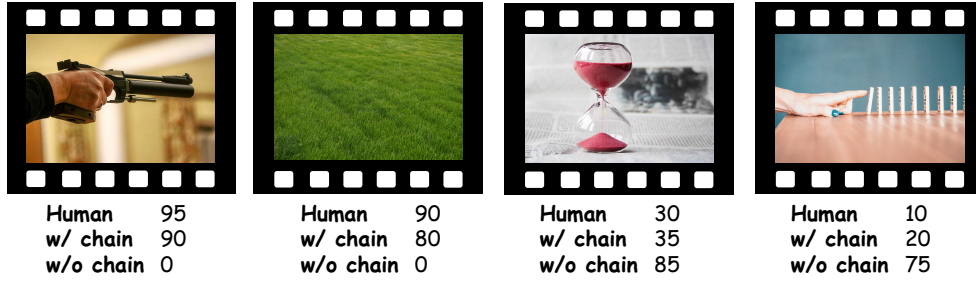 Human 95
w/ chain 90
w/o chain 0
Human 90
w/ chain 80
w/o chain 0
Human 30
w/ chain 35
w/o chain 85
Human 10
w/ chain 20
w/o chain 75